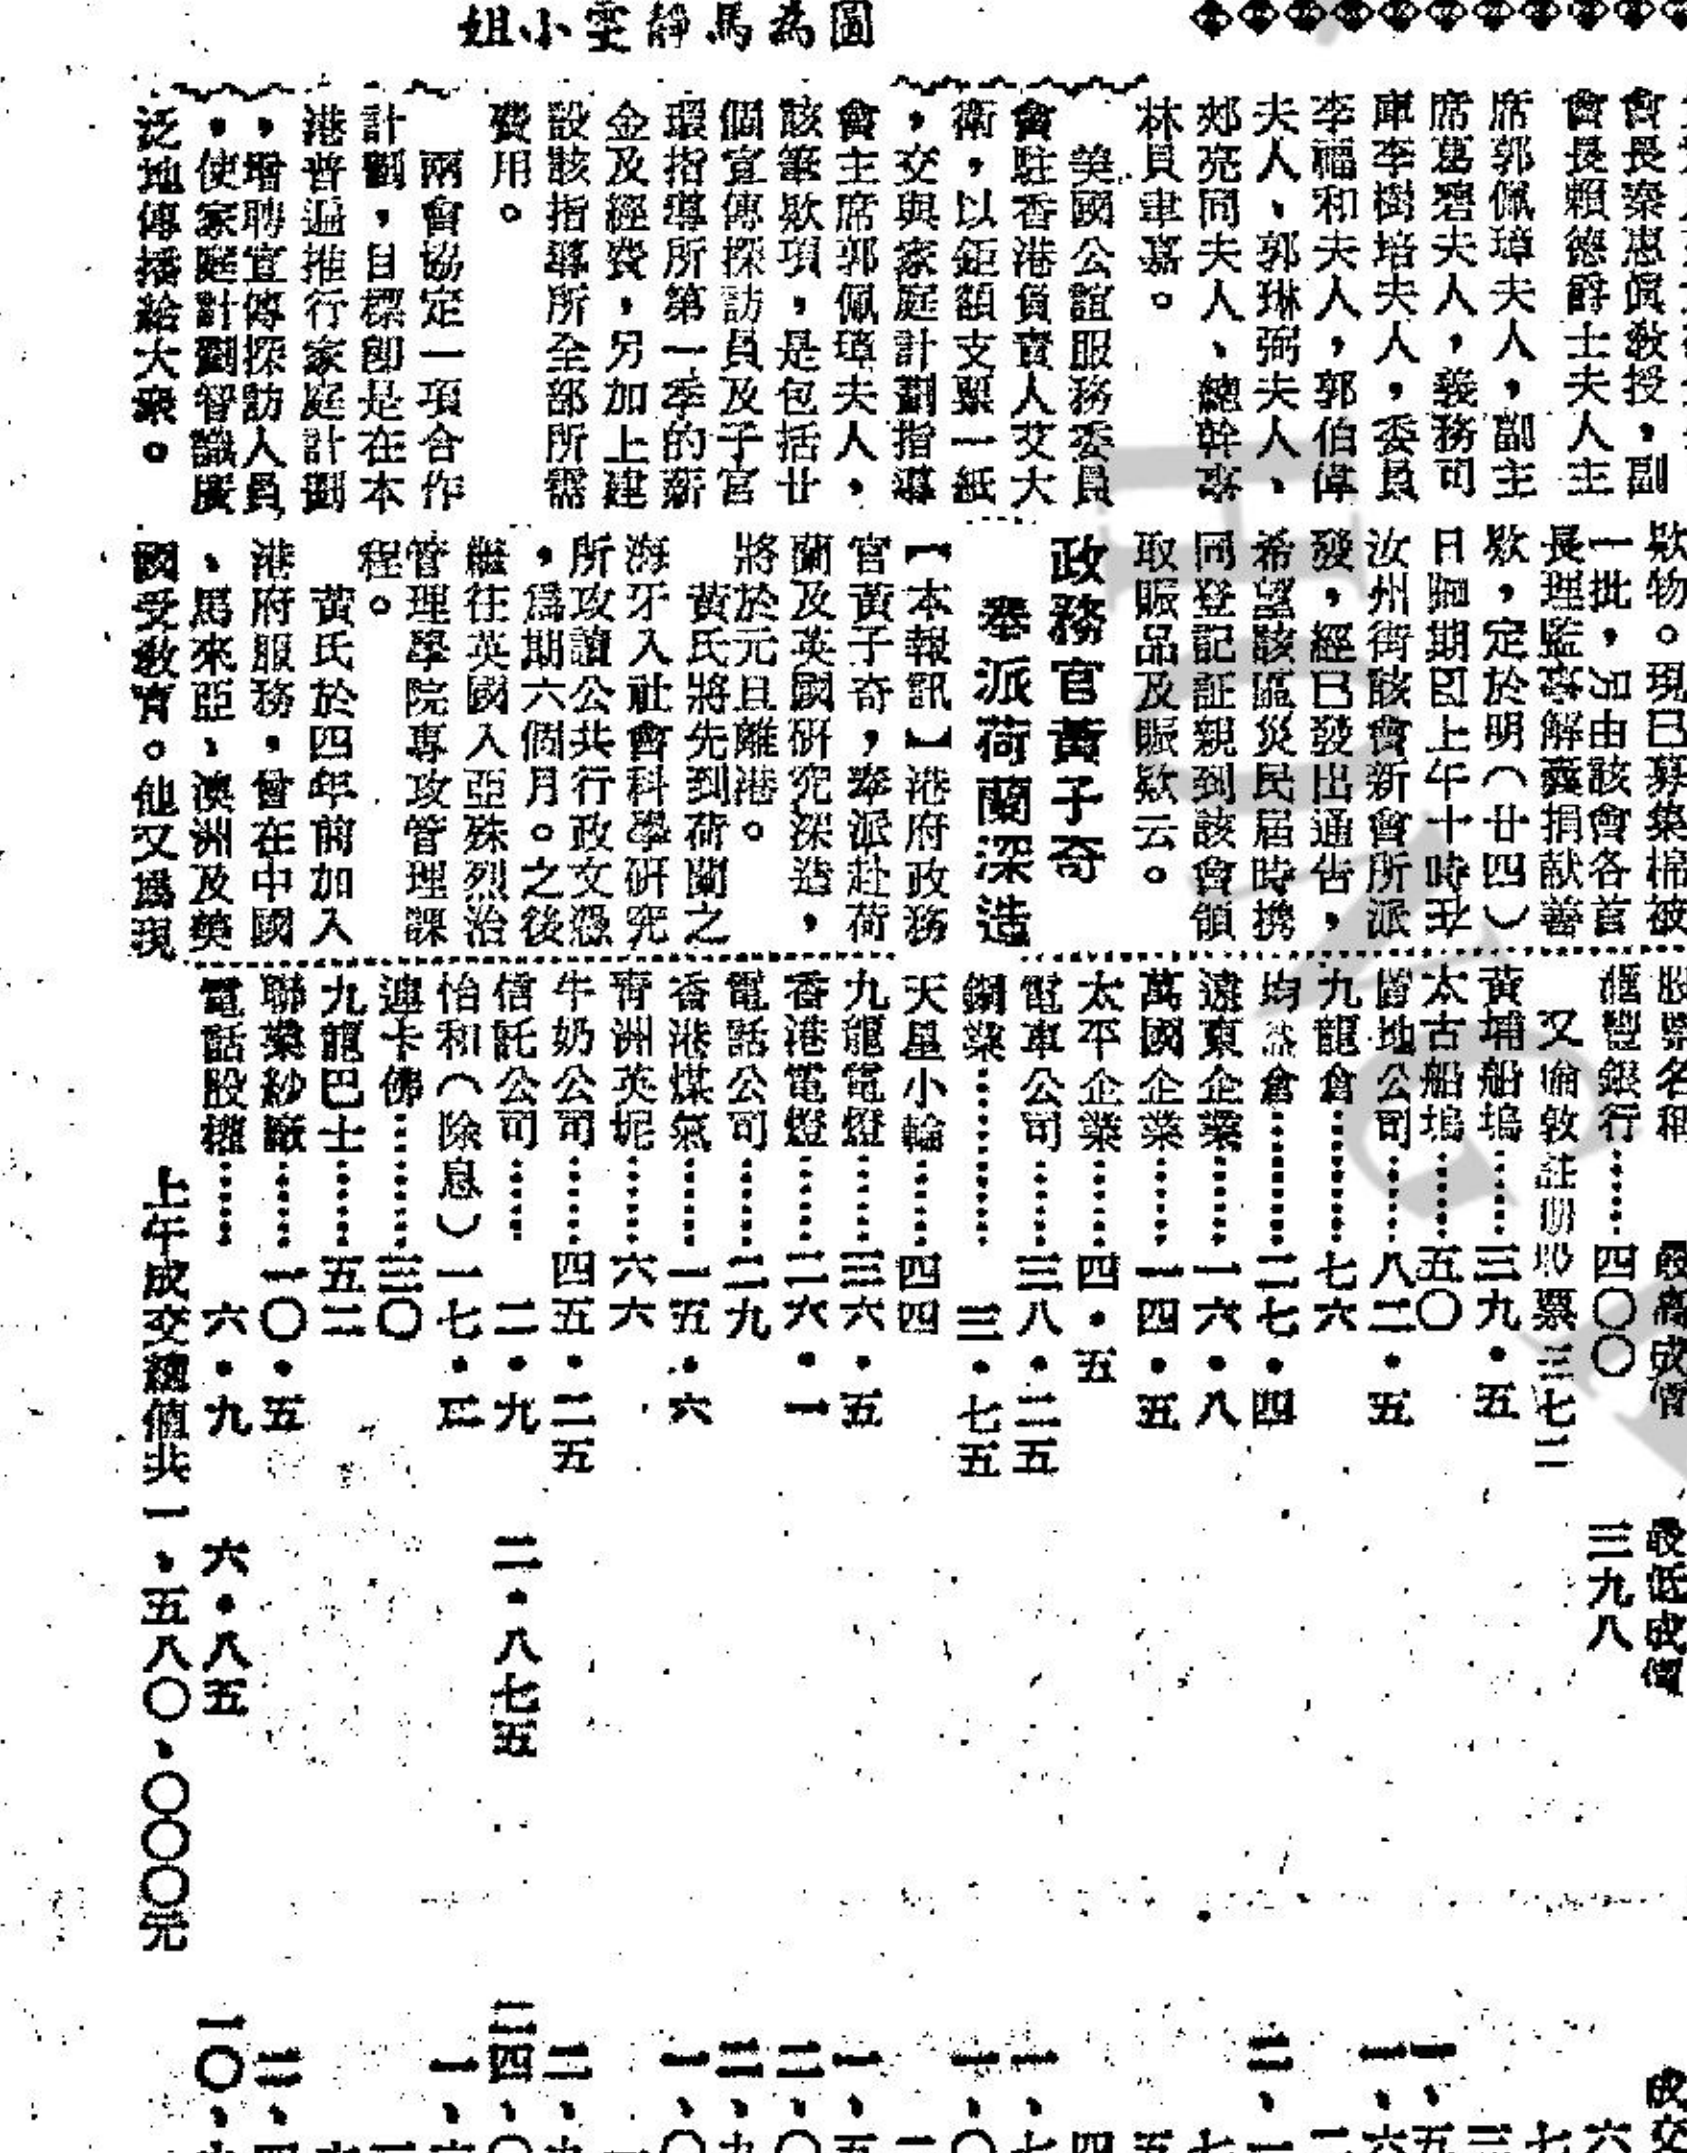 圖為馬靜雯小姐
會長秦惠眞敎授，副
會長賴德爵士夫人主
席郭佩璋夫人，副主
席葛碧夫人，義務司
庫李樹培夫人，委員
李福和夫人，郭伯偉
夫人、郭琳弼夫人、
郊亮同夫人、總幹事
林貝聿嘉。
美國公誼服務委員
會駐香港負責人艾大
衛，以鉅額支票一紙
，交與家庭計劃指導
會主席郭佩璋夫人，
該筆欵項，是包括廿
個宣傳探訪員及子宮
環指導所第一季的薪
金及經費，另加上建
設該指導所全部所需
費用。
兩會協定一項合作
計劃，目標卽是在本
港普遍推行家庭計劃
，增聘宣傳探訪人員
，使家庭計劃智識廣
泛地傳播給大衆。
欵物。現已募集棉被
一批，另由該會各首
長理監事解囊捐献善
欵，定於明（廿四）
日星期日上午十時在
汝州街該會新會所派
發，經已發出通告，
希望該區災民屆時携
同登記証親到該會領
取賑品及賑欵云。
政務官黃子奇
奉派荷蘭深造
【本報訊】港府政務
官黃子奇，奉派赴荷
蘭及英國研究深造，
將於元旦離港。
黃氏將先到荷蘭之
海牙入社會科學研究
所攻讀公共行政文憑
，爲期六個月。之後
繼往英國入亞殊烈治
管理學院專攻管理課
程。
黃氏於四年前加入
港府服務，曾在中國
、馬來亞、澳洲及英
國受敎育。他又爲現
股票名稱 最高成價 最低成價 成交
滙豐銀行……四〇〇 三九八
又倫敦註册股票三七二
黃埔船塢……三九・五
太古船塢……五〇
置地公司……八二・五
九龍倉……七六
均益倉……二七・四
遠東企業……一六・八
萬國企業……一四・五
太平企業……四・五
電車公司……三八・二五
鋼業……三・七五
天星小輪……四四
九龍電燈……三六・五
香港電燈……二六・一
電話公司……二九
香港煤氣……一五・六
靑洲英坭……六六
牛奶公司……四五・二五
信託公司……二・九 二・八七五
怡和（除息）一七・三
連卡佛……三〇
九龍巴士……五二
聯業紗廠……一〇・五
電話股權……六・九 六・八五
上午成交總值共一、五八〇、〇〇〇元